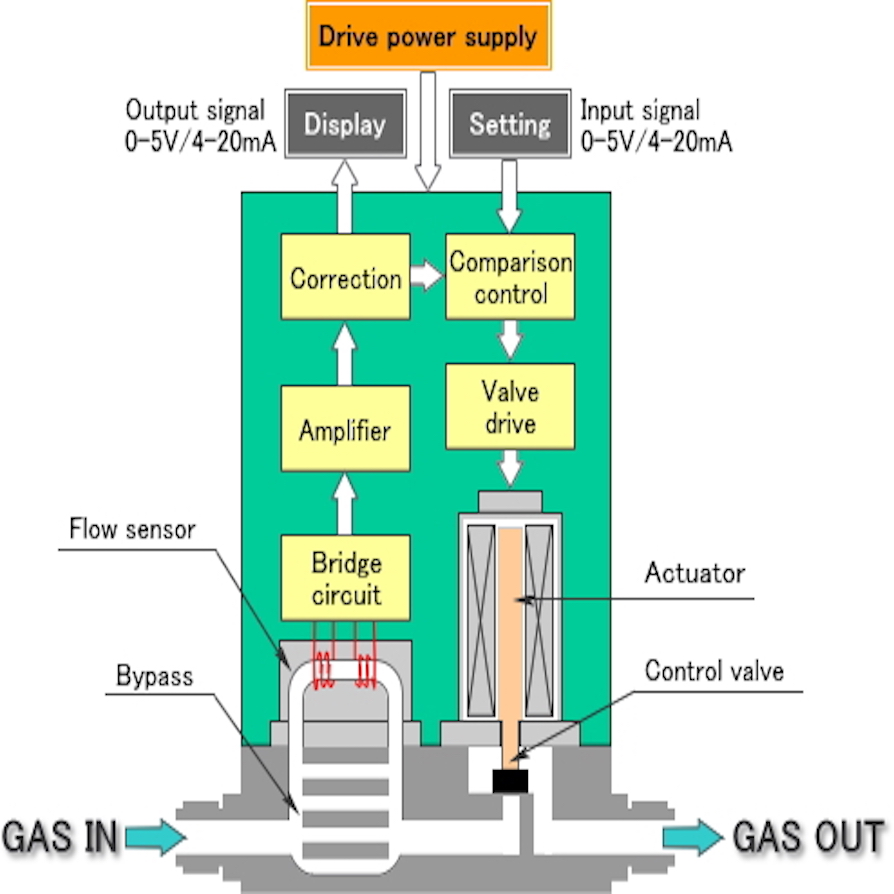 Drive power supply
Output signal
0-5V/4-20mA
Display
Setting
Input signal
0-5V/4-20mA
Correction
Comparison
control
Amplifier
Valve
drive
Flow sensor
Bridge
circuit
Actuator
Bypass
Control valve
GAS IN
GAS OUT